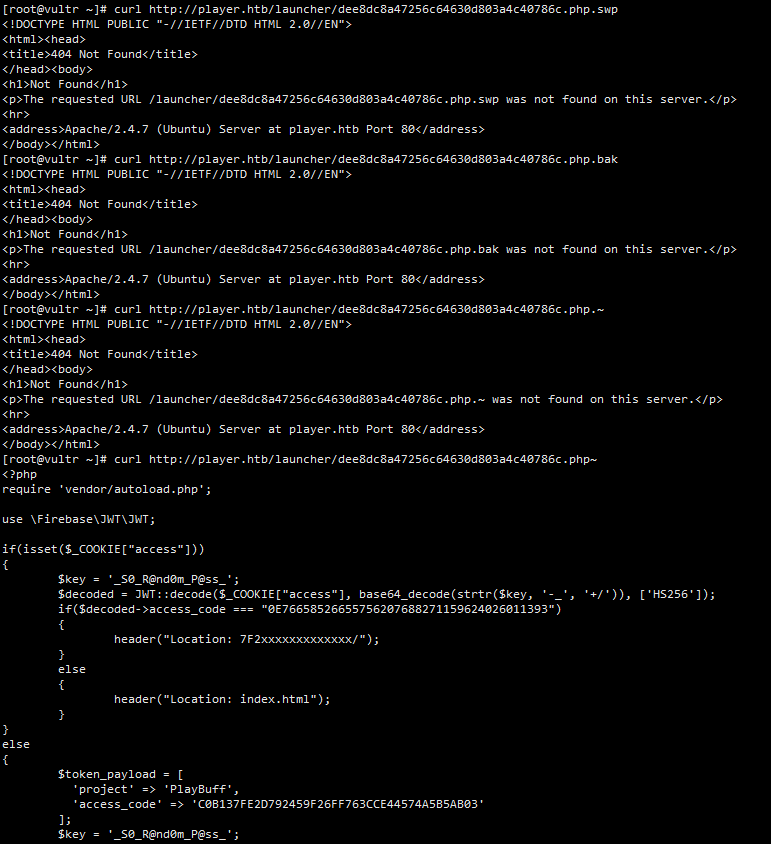 [root@vultr ~]# curl http://player.htb/launcher/dee8dc8a47256c64630d803a4c40786c.php.swp
<!DOCTYPE HTML PUBLIC "-//IETF//DTD HTML 2.0//EN">
<html><head>
<title>404 Not Found</title>
</head><body>
<h1>Not Found</h1>
<p>The requested URL /launcher/dee8dc8a47256c64630d803a4c40786c.php.swp was not found on this server.</p>
<hr>
<address>Apache/2.4.7 (Ubuntu) Server at player.htb Port 80</address>
</body></html>
[root@vultr ~]# curl http://player.htb/launcher/dee8dc8a47256c64630d803a4c40786c.php.bak
<!DOCTYPE HTML PUBLIC "-//IETF//DTD HTML 2.0//EN">
<html><head>
<title>404 Not Found</title>
</head><body>
<h1>Not Found</h1>
<p>The requested URL /launcher/dee8dc8a47256c64630d803a4c40786c.php.bak was not found on this server.</p>
<hr>
<address>Apache/2.4.7 (Ubuntu) Server at player.htb Port 80</address>
</body></html>
[root@vultr ~]# curl http://player.htb/launcher/dee8dc8a47256c64630d803a4c40786c.php.~
<!DOCTYPE HTML PUBLIC "-//IETF//DTD HTML 2.0//EN">
<html><head>
<title>404 Not Found</title>
</head><body>
<h1>Not Found</h1>
<p>The requested URL /launcher/dee8dc8a47256c64630d803a4c40786c.php.~ was not found on this server.</p>
<hr>
<address>Apache/2.4.7 (Ubuntu) Server at player.htb Port 80</address>
</body></html>
[root@vultr ~]# curl http://player.htb/launcher/dee8dc8a47256c64630d803a4c40786c.php~
<?php
require 'vendor/autoload.php';

use \Firebase\JWT\JWT;

if(isset($_COOKIE["access"]))
{
        $key = '_S0_R@nd0m_P@ss_';
        $decoded = JWT::decode($_COOKIE["access"], base64_decode(strtr($key, '-_', '+/')), ['HS256']);
        if($decoded->access_code === "0E76658526655756207688271159624026011393")
        {
                header("Location: 7F2xxxxxxxxxxxxx/");
        }
        else
        {
                header("Location: index.html");
        }
}
else
{
        $token_payload = [
          'project' => 'PlayBuff',
          'access_code' => 'C0B137FE2D792459F26FF763CCE44574A5B5AB03'
        ];
        $key = '_S0_R@nd0m_P@ss_';